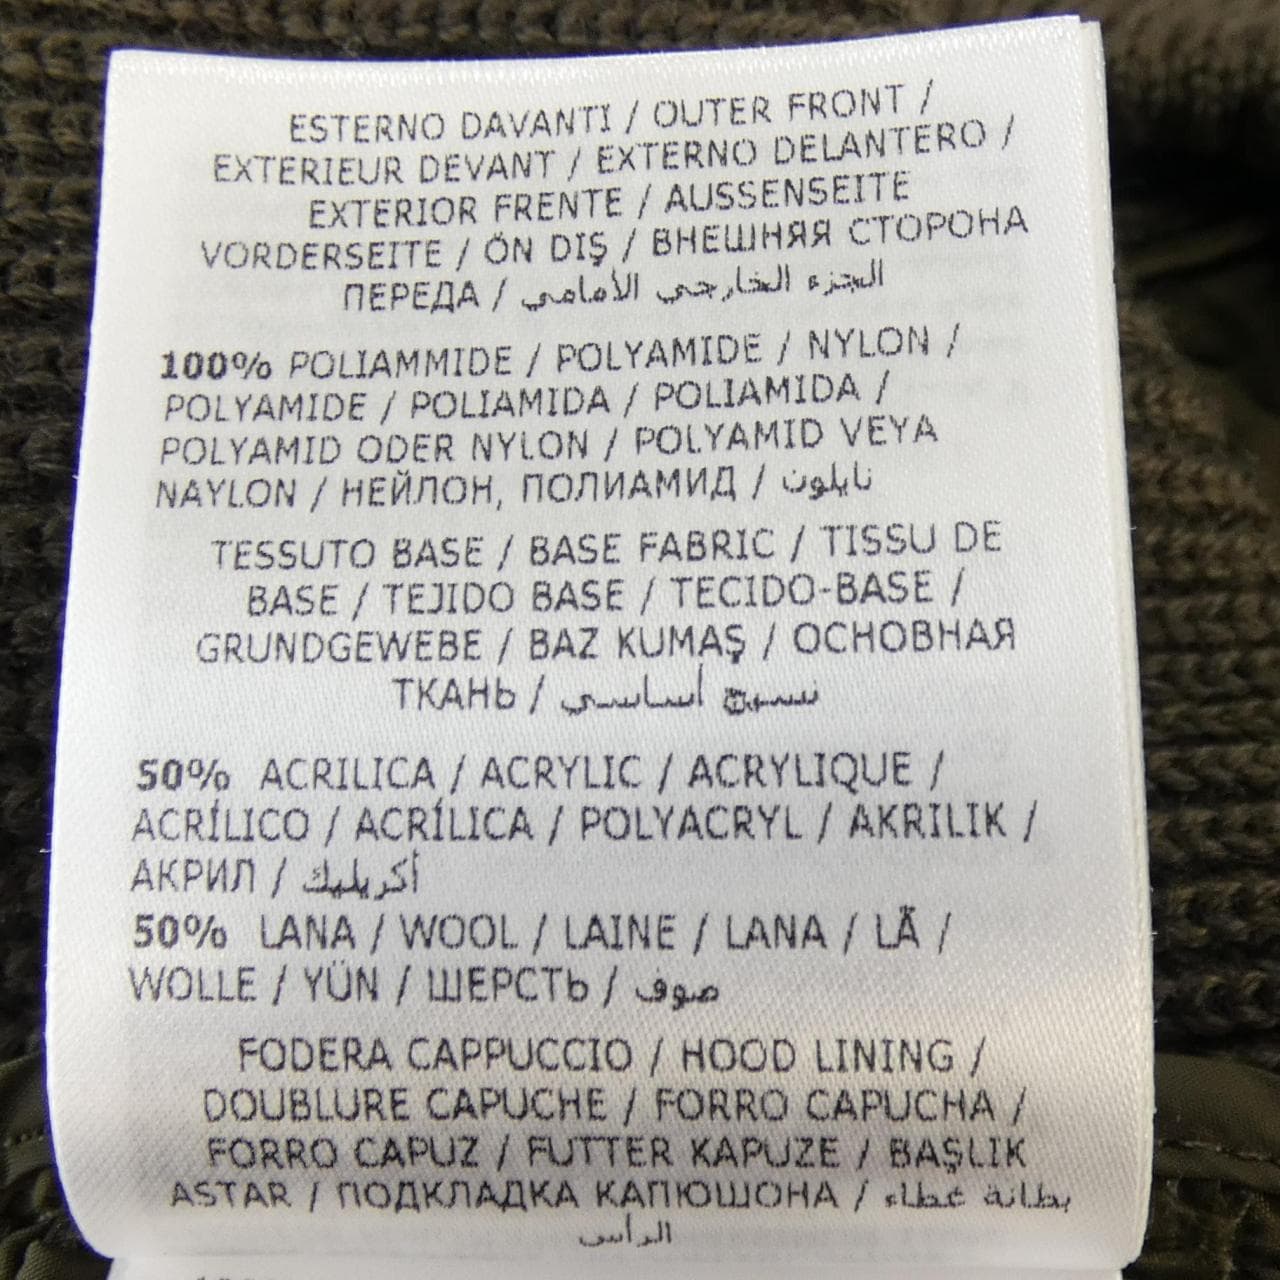 ESTERNO DAVANTI / OUTER FRONT /
EXTERIEUR DEVANT / EXTERNO DELANTERO /
EXTERIOR FRENTE / AUSSENSEITE
VORDERSEITE / ÖN DIŞ / ВНЕШНЯЯ СТОРОНА
ПЕРЕДА / الجزء الخارجي الأمامي
100% POLIAMMIDE / POLYAMIDE / NYLON /
POLYAMIDE / POLIAMIDA / POLIAMIDA /
POLYAMID ODER NYLON / POLYAMID VEYA
NAYLON / НЕЙЛОН, ПОЛИАМИД / نايلون
TESSUTO BASE / BASE FABRIC / TISSU DE
BASE / TEJIDO BASE / TECIDO-BASE /
GRUNDGEWEBE / BAZ KUMAŞ / ОСНОВНАЯ
ТКАНЬ / نسيج أساسي
50% ACRILICA / ACRYLIC / ACRYLIQUE /
ACRÍLICO / ACRÍLICA / POLYACRYL / AKRILIK /
АКРИЛ / أكريليك
50% LANA / WOOL / LAINE / LANA / LÃ /
WOLLE / YÜN / ШЕРСТЬ / صوف
FODERA CAPPUCCIO / HOOD LINING /
DOUBLURE CAPUCHE / FORRO CAPUCHA /
FORRO CAPUZ / FUTTER KAPUZE / BAŞLIK
ASTAR / ПОДКЛАДКА КАПЮШОНА / بطانة غطاء
الرأس